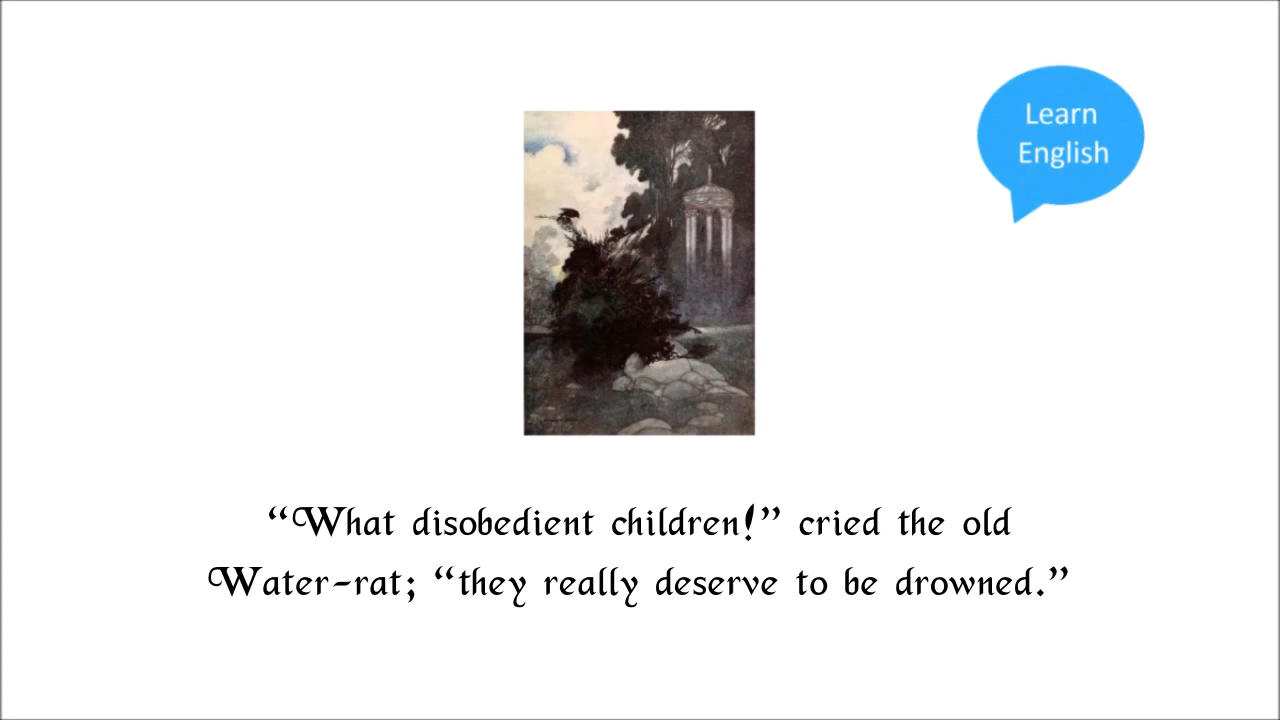 Learn
English
“What disobedient children!” cried the old
Water-rat; “they really deserve to be drowned.”